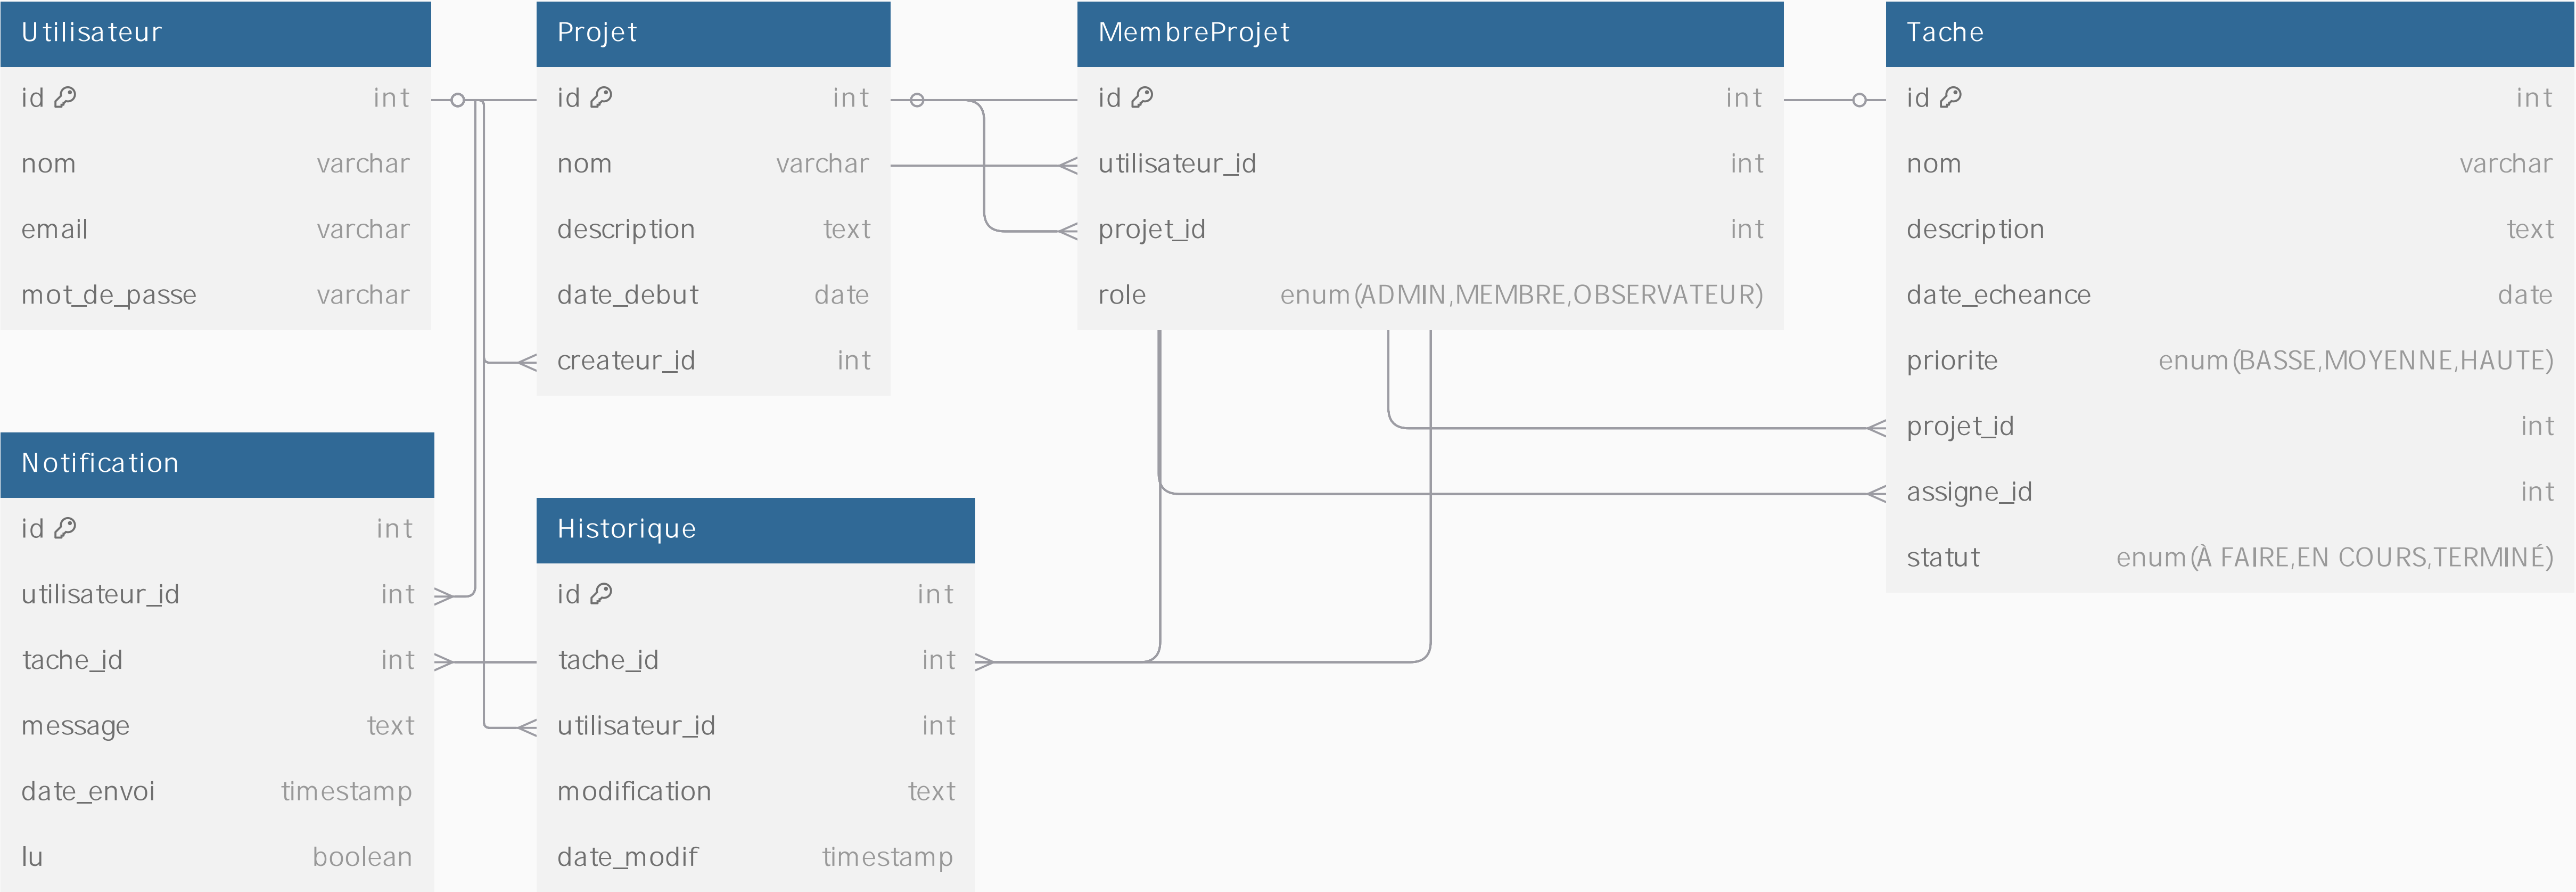 Utilisateur
id int
nom varchar
email varchar
mot_de_passe varchar
Projet
id int
nom varchar
description text
date_debut date
createur_id int
MembreProjet
id int
utilisateur_id int
projet_id int
role enum(ADMIN,MEMBRE,OBSERVATEUR)
Tache
id int
nom varchar
description text
date_echeance date
priorite enum(BASSE,MOYENNE,HAUTE)
projet_id int
assigne_id int
statut enum(À FAIRE,EN COURS,TERMINÉ)
Notification
id int
utilisateur_id int
tache_id int
message text
date_envoi timestamp
lu boolean
Historique
id int
tache_id int
utilisateur_id int
modification text
date_modif timestamp